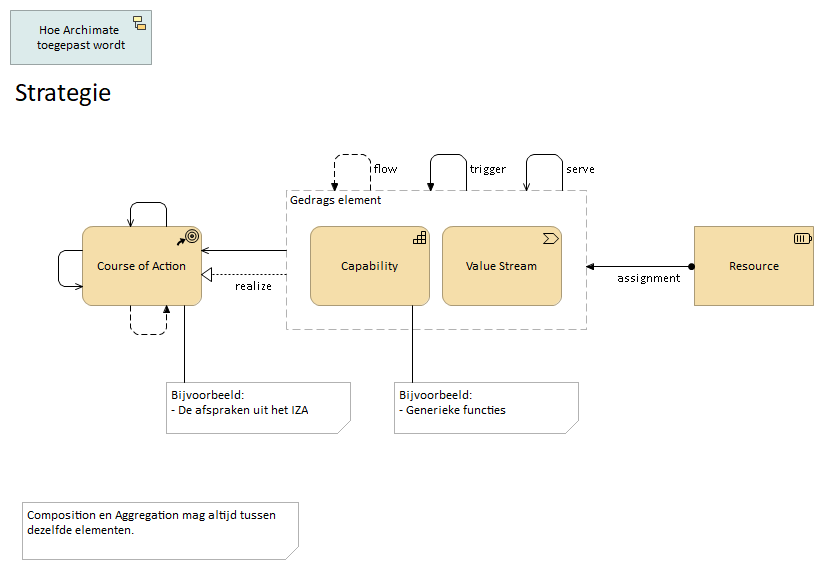 Hoe Archimate
toegepast wordt
Strategie
flow
trigger
serve
Gedrags element
Course of Action
Capability
Value Stream
Resource
realize
assignment
Bijvoorbeeld:
- De afspraken uit het IZA
Bijvoorbeeld:
- Generieke functies
Composition en Aggregation mag altijd tussen
dezelfde elementen.